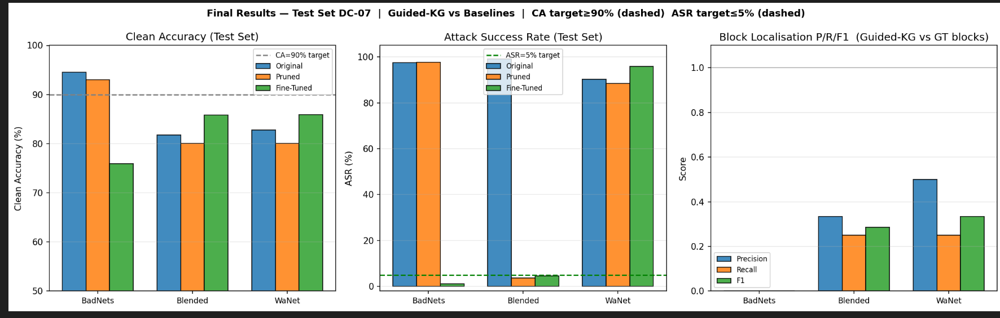 Final Results — Test Set DC-07 | Guided-KG vs Baselines | CA target≥90% (dashed) ASR target≤5% (dashed)
Clean Accuracy (Test Set)
Clean Accuracy (%)
100
90
80
70
60
50
CA=90% target
Original
Pruned
Fine-Tuned
BadNets
Blended
WaNet
Attack Success Rate (Test Set)
ASR (%)
100
80
60
40
20
0
ASR=5% target
Original
Pruned
Fine-Tuned
BadNets
Blended
WaNet
Block Localisation P/R/F1 (Guided-KG vs GT blocks)
Score
1.0
0.8
0.6
0.4
0.2
0.0
Precision
Recall
F1
BadNets
Blended
WaNet